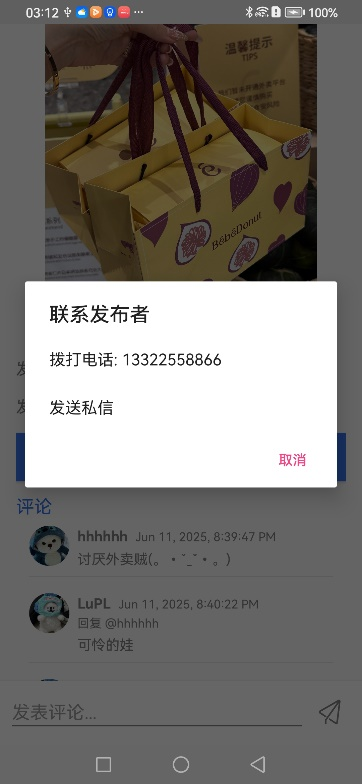 03:12
100%
温馨提示
TIPS
BébéDonut
联系发布者
拨打电话: 13322558866
发送私信
取消
发
发
评论
hhhhhh Jun 11, 2025, 8:39:47 PM
讨厌外卖贼(。•ˇ_ˇ•。)
LuPL Jun 11, 2025, 8:40:22 PM
回复 @hhhhhh
可怜的娃
发表评论...